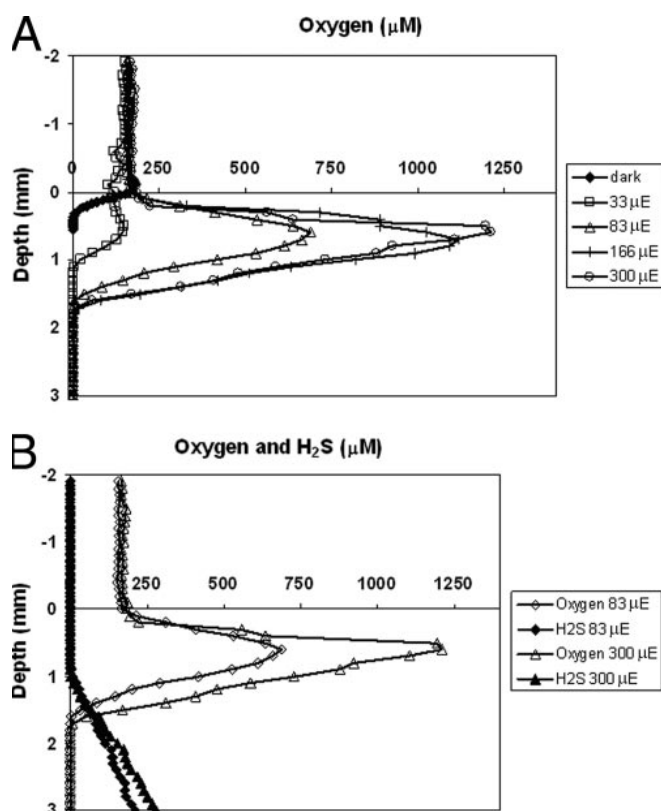 A
Oxygen (µM)
-2
-1
0 250 500 750 1000 1250
0
1
2
3
Depth (mm)
dark
33 µE
83 µE
166 µE
300 µE
B
Oxygen and H₂S (µM)
-2
-1
250 500 750 1000 1250
0
1
2
3
Depth (mm)
Oxygen 83 µE
H2S 83 µE
Oxygen 300 µE
H2S 300 µE